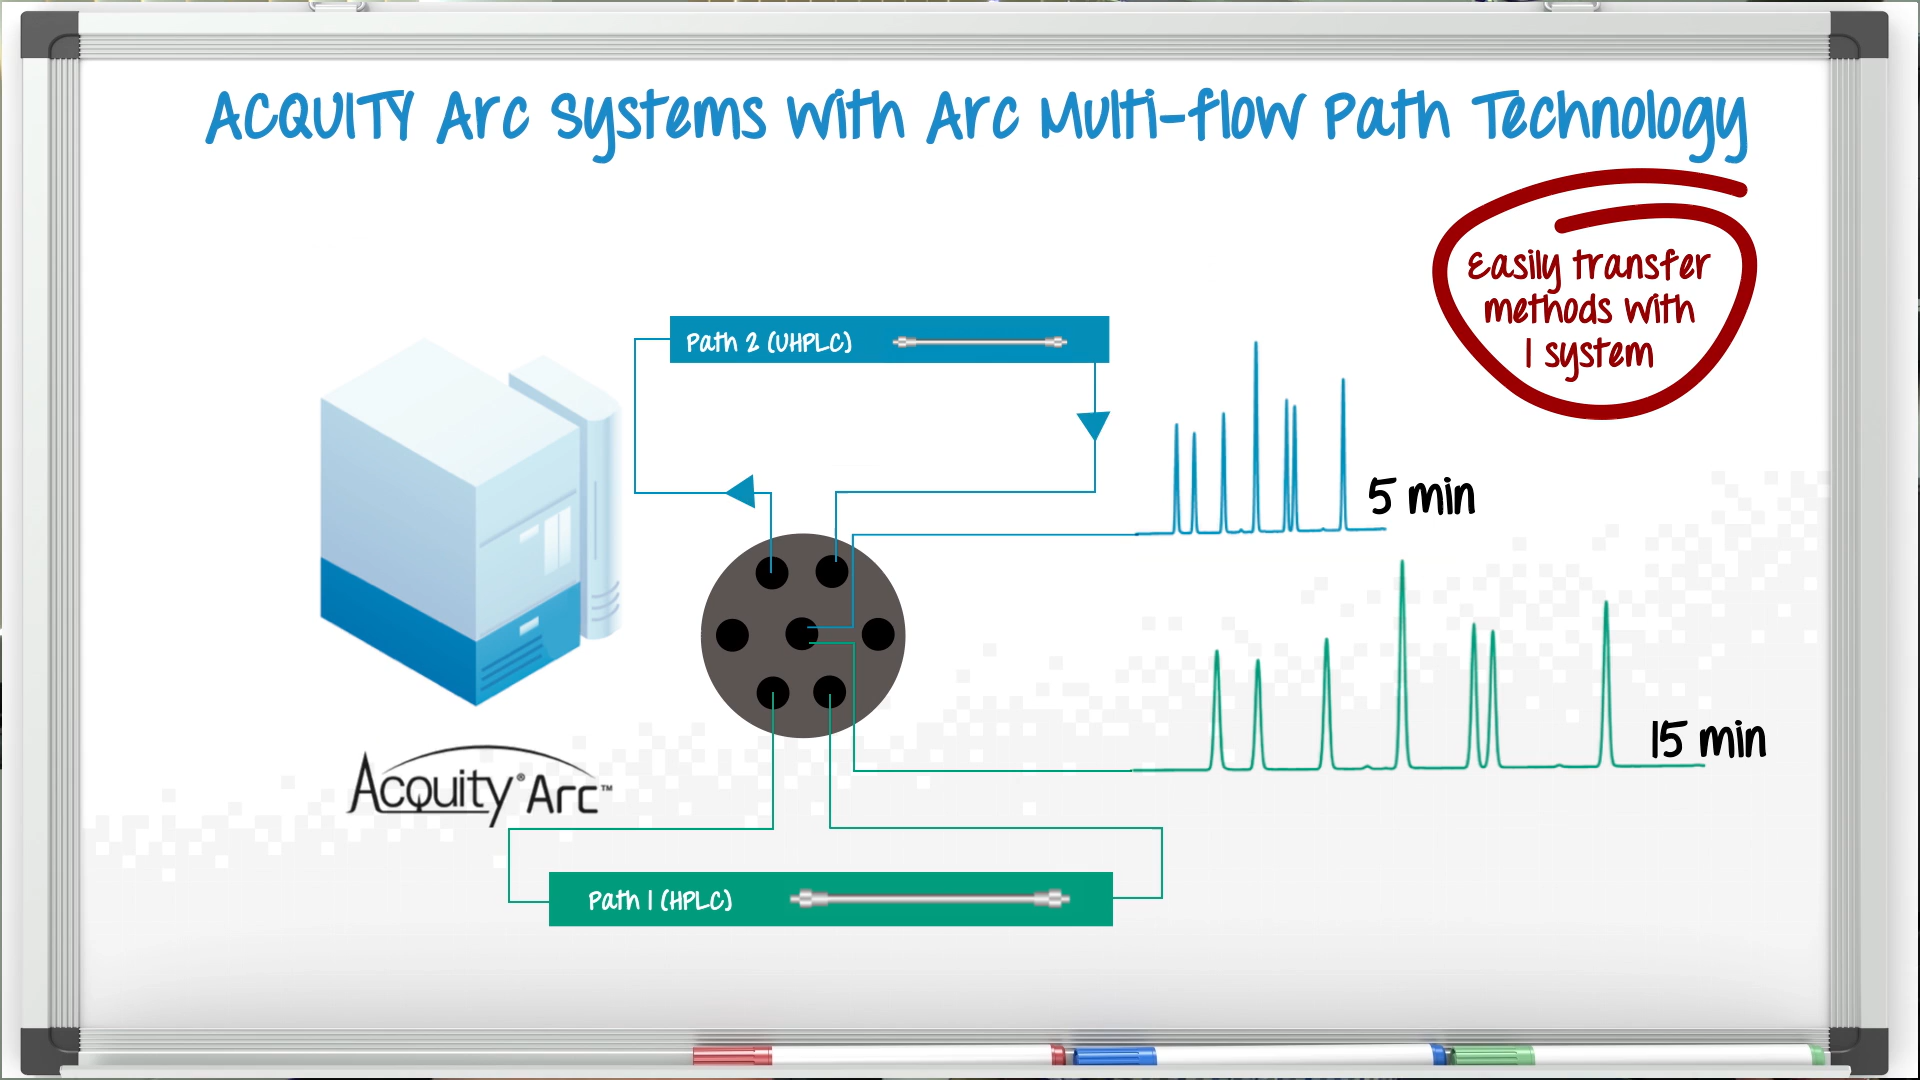 ACQUITY Arc Systems with Arc Multi-flow Path Technology
Easily transfer
methods with
1 system
Path 2 (UHPLC)
5 min
15 min
Acquity® Arc™
Path 1 (HPLC)